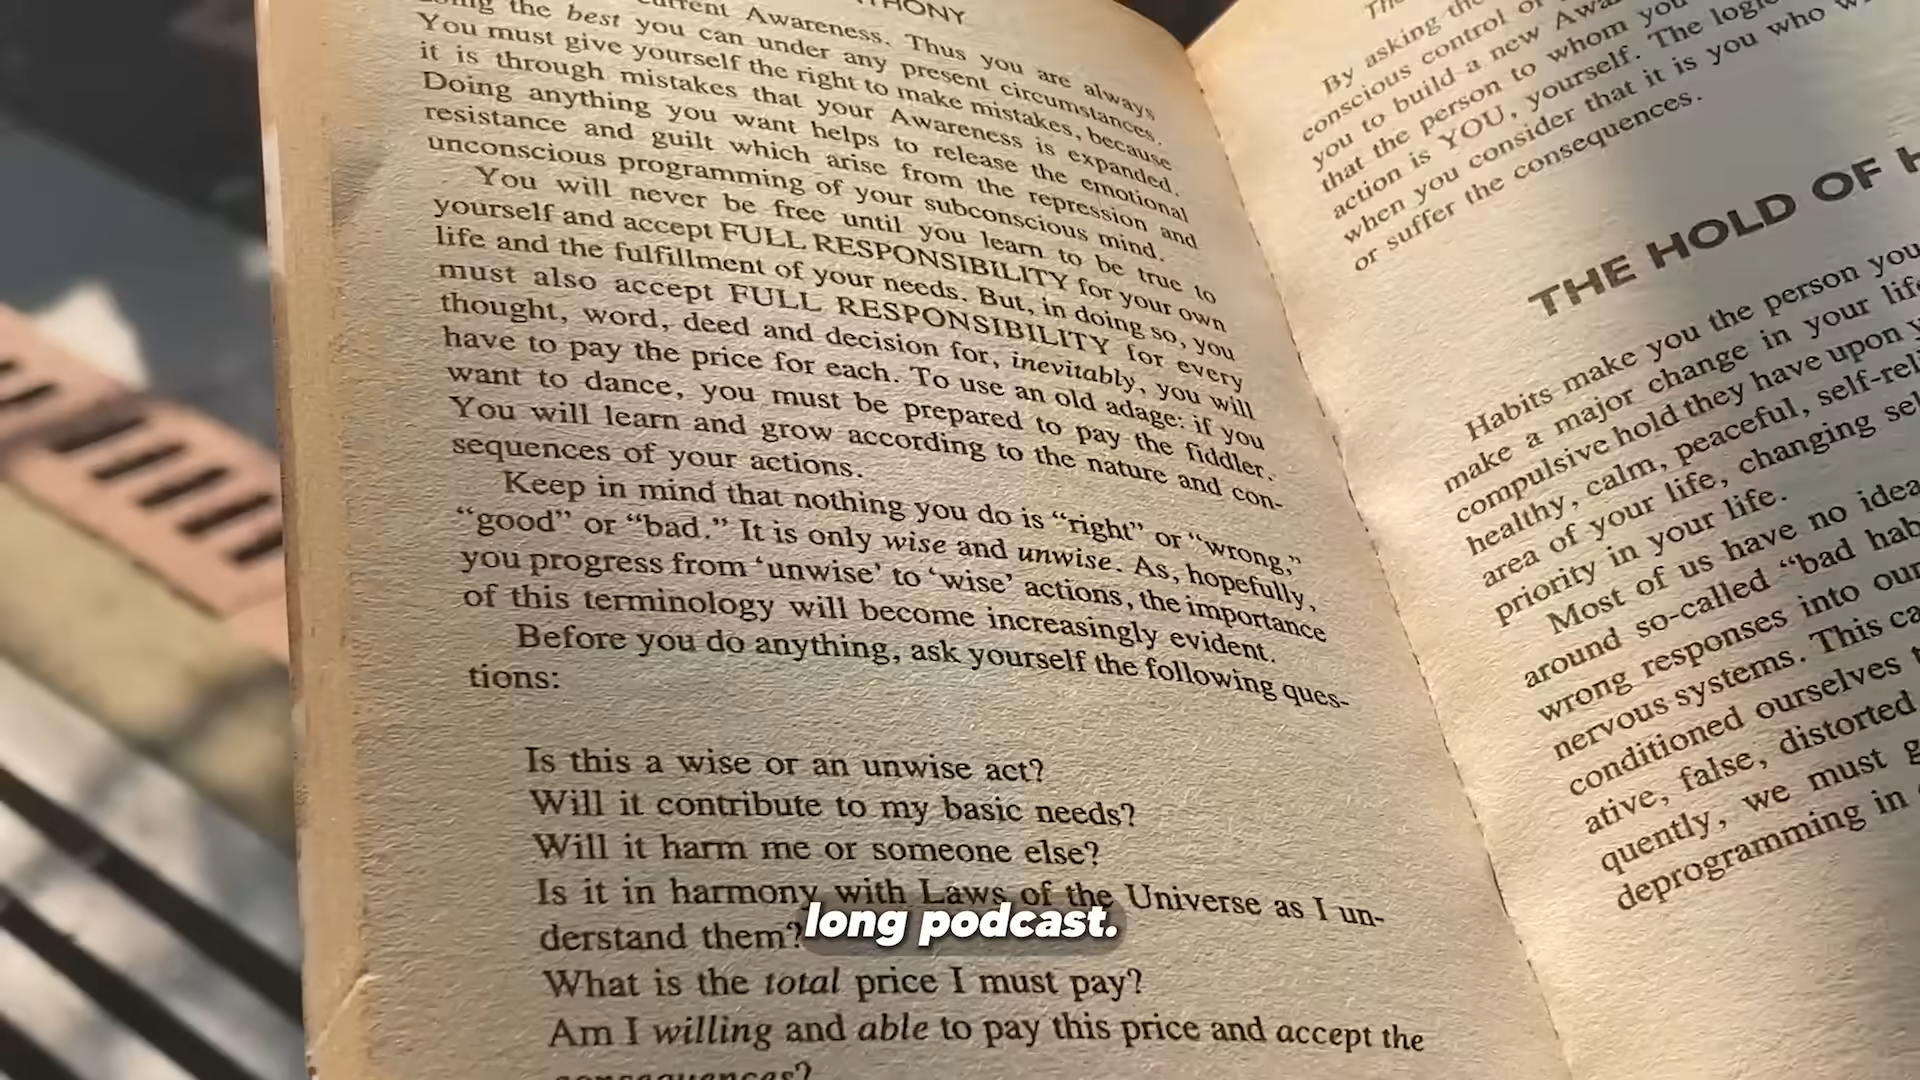 THONY
current Awareness. Thus you are always
doing the best you can under any present circumstances.
You must give yourself the right to make mistakes, because
it is through mistakes that your Awareness is expanded.
Doing anything you want helps to release the emotional
resistance and guilt which arise from the repression and
unconscious programming of your subconscious mind.
You will never be free until you learn to be true to
yourself and accept FULL RESPONSIBILITY for your own
life and the fulfillment of your needs. But, in doing so, you
must also accept FULL RESPONSIBILITY for every
thought, word, deed and decision for, inevitably, you will
have to pay the price for each. To use an old adage: if you
want to dance, you must be prepared to pay the fiddler.
You will learn and grow according to the nature and con-
sequences of your actions.
Keep in mind that nothing you do is “right” or “wrong,”
“good” or “bad.” It is only wise and unwise. As, hopefully,
you progress from ‘unwise’ to ‘wise’ actions, the importance
of this terminology will become increasingly evident.
Before you do anything, ask yourself the following ques-
tions:
Is this a wise or an unwise act?
Will it contribute to my basic needs?
Will it harm me or someone else?
Is it in harmony with Laws of the Universe as I un-
derstand them?
What is the total price I must pay?
Am I willing and able to pay this price and accept the
consequences?
long podcast.
The
By asking the
conscious control o
you to build a new Awa
that the person to whom you
action is YOU, yourself. The logic
when you consider that it is you who w
or suffer the consequences.
THE HOLD OF H
Habits make you the person you
make a major change in your life
compulsive hold they have upon y
healthy, calm, peaceful, self-reli
area of your life, changing sel
priority in your life.
Most of us have no idea
around so-called “bad hab
wrong responses into our
nervous systems. This ca
conditioned ourselves t
ative, false, distorted
quently, we must g
deprogramming in